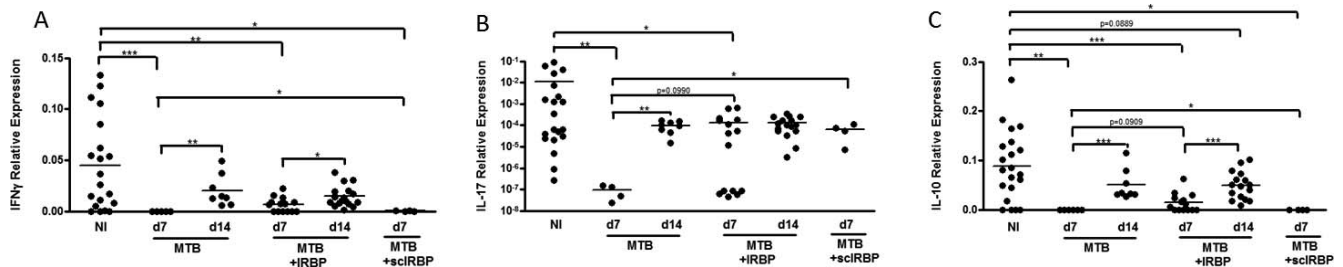 A
*
**
***
*
**
*
IFNγ Relative Expression
0.15
0.10
0.05
0.00
NI
d7
d14
d7
d14
d7
MTB
MTB
+IRBP
MTB
+scIRBP
B
*
**
*
p=0.0990
**
IL-17 Relative Expression
10⁻¹
10⁻²
10⁻³
10⁻⁴
10⁻⁵
10⁻⁶
10⁻⁷
10⁻⁸
NI
d7
d14
d7
d14
d7
MTB
MTB
+IRBP
MTB
+scIRBP
C
*
p=0.0889
***
**
*
p=0.0909
***
***
IL-10 Relative Expression
0.3
0.2
0.1
0.0
NI
d7
d14
d7
d14
d7
MTB
MTB
+IRBP
MTB
+scIRBP